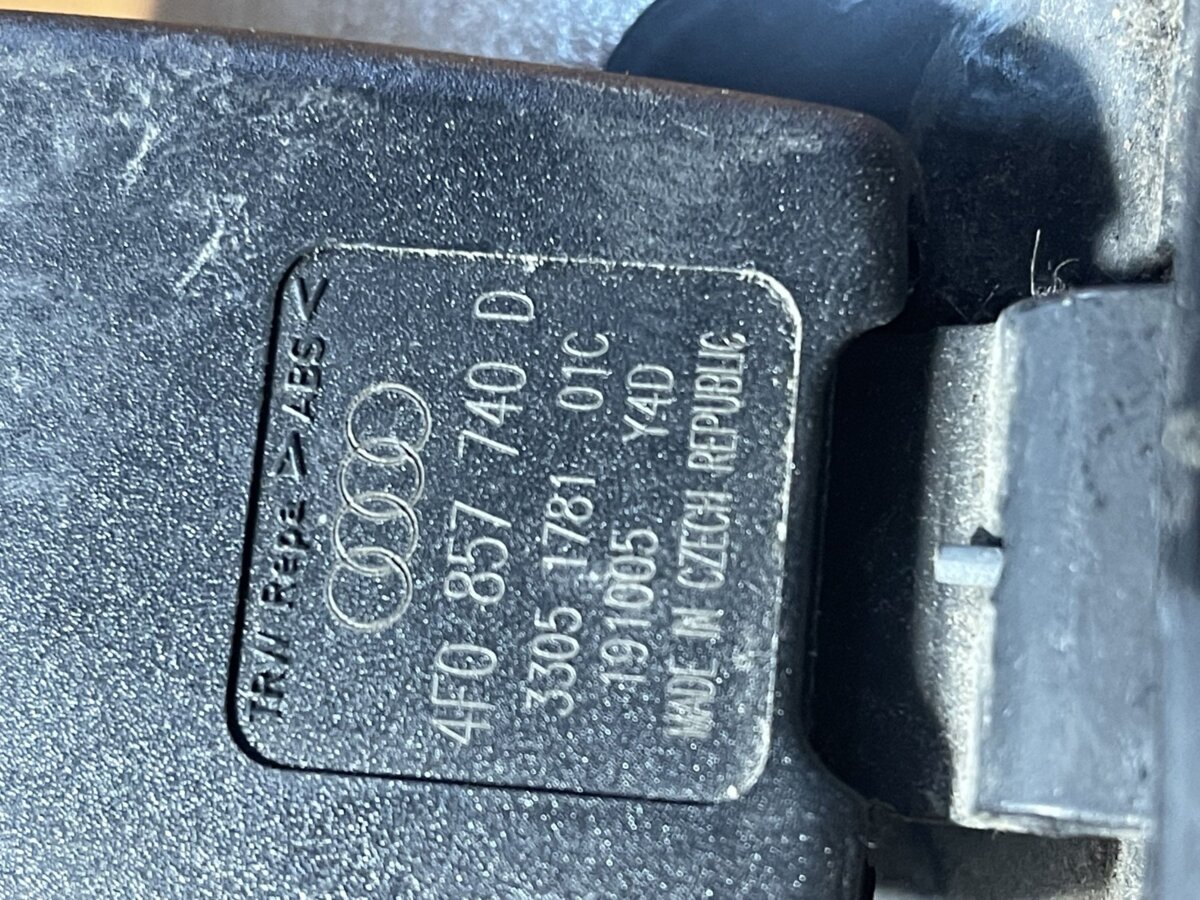 TRW Repa >ABS<
4F0 857 740 D
3305 1781 01C
191005 Y4D
MADE IN CZECH REPUBLIC